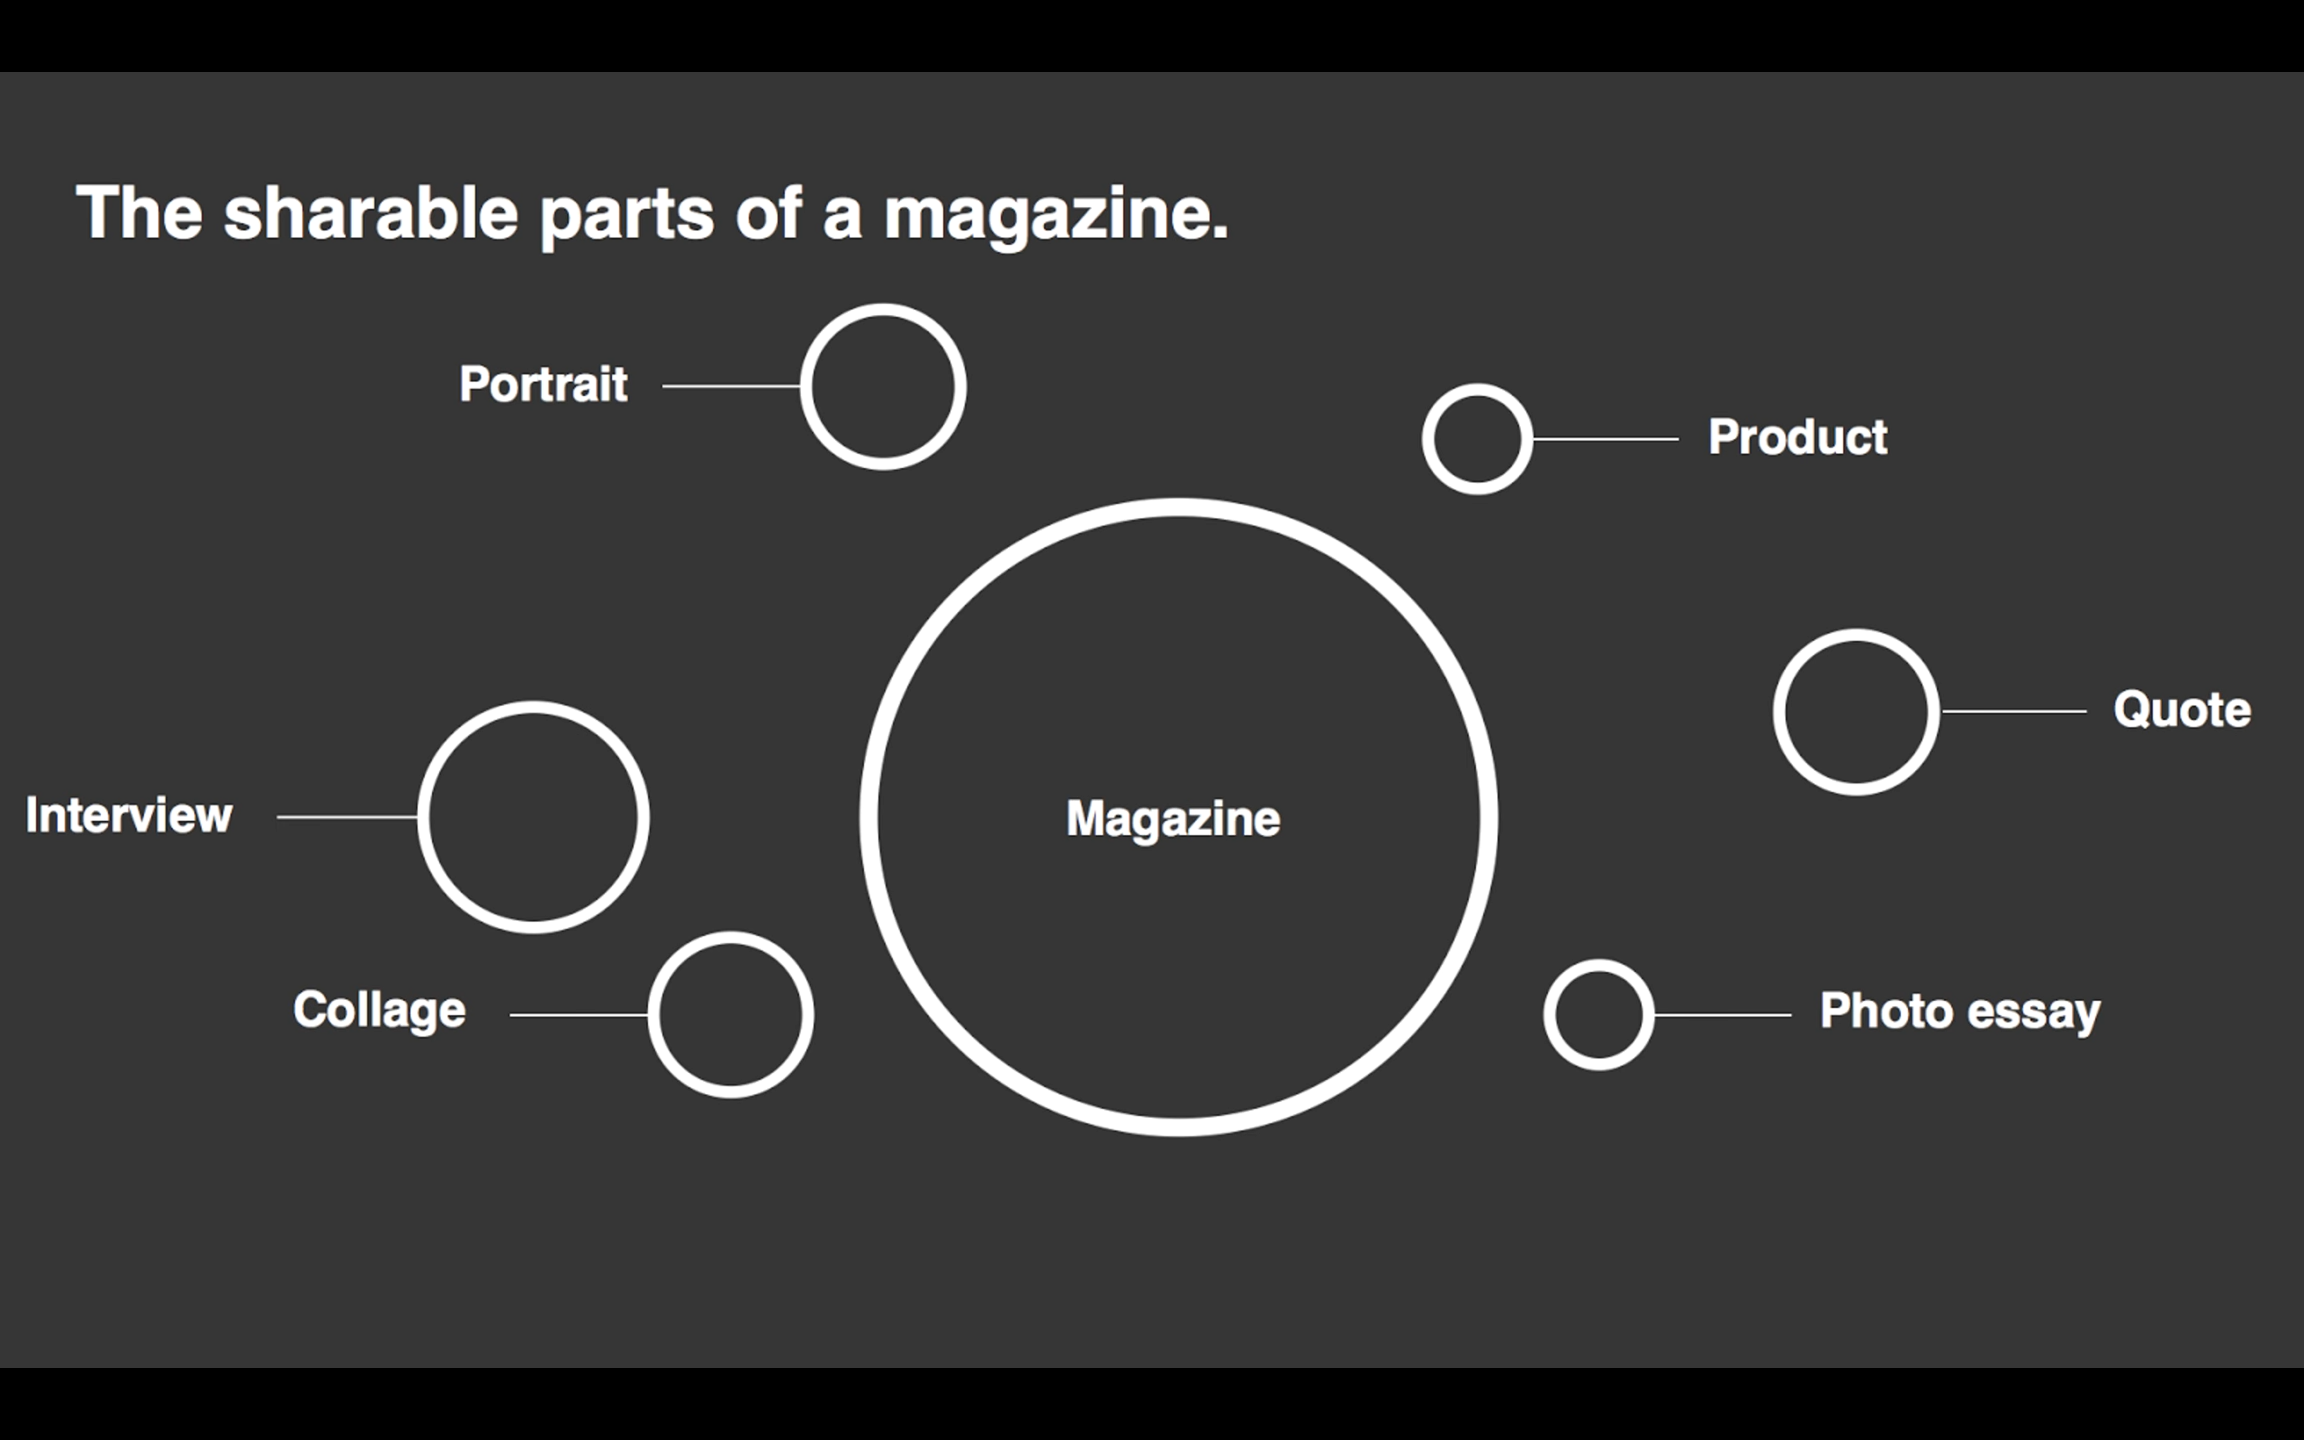 The sharable parts of a magazine.
Portrait
Product
Quote
Interview
Magazine
Collage
Photo essay